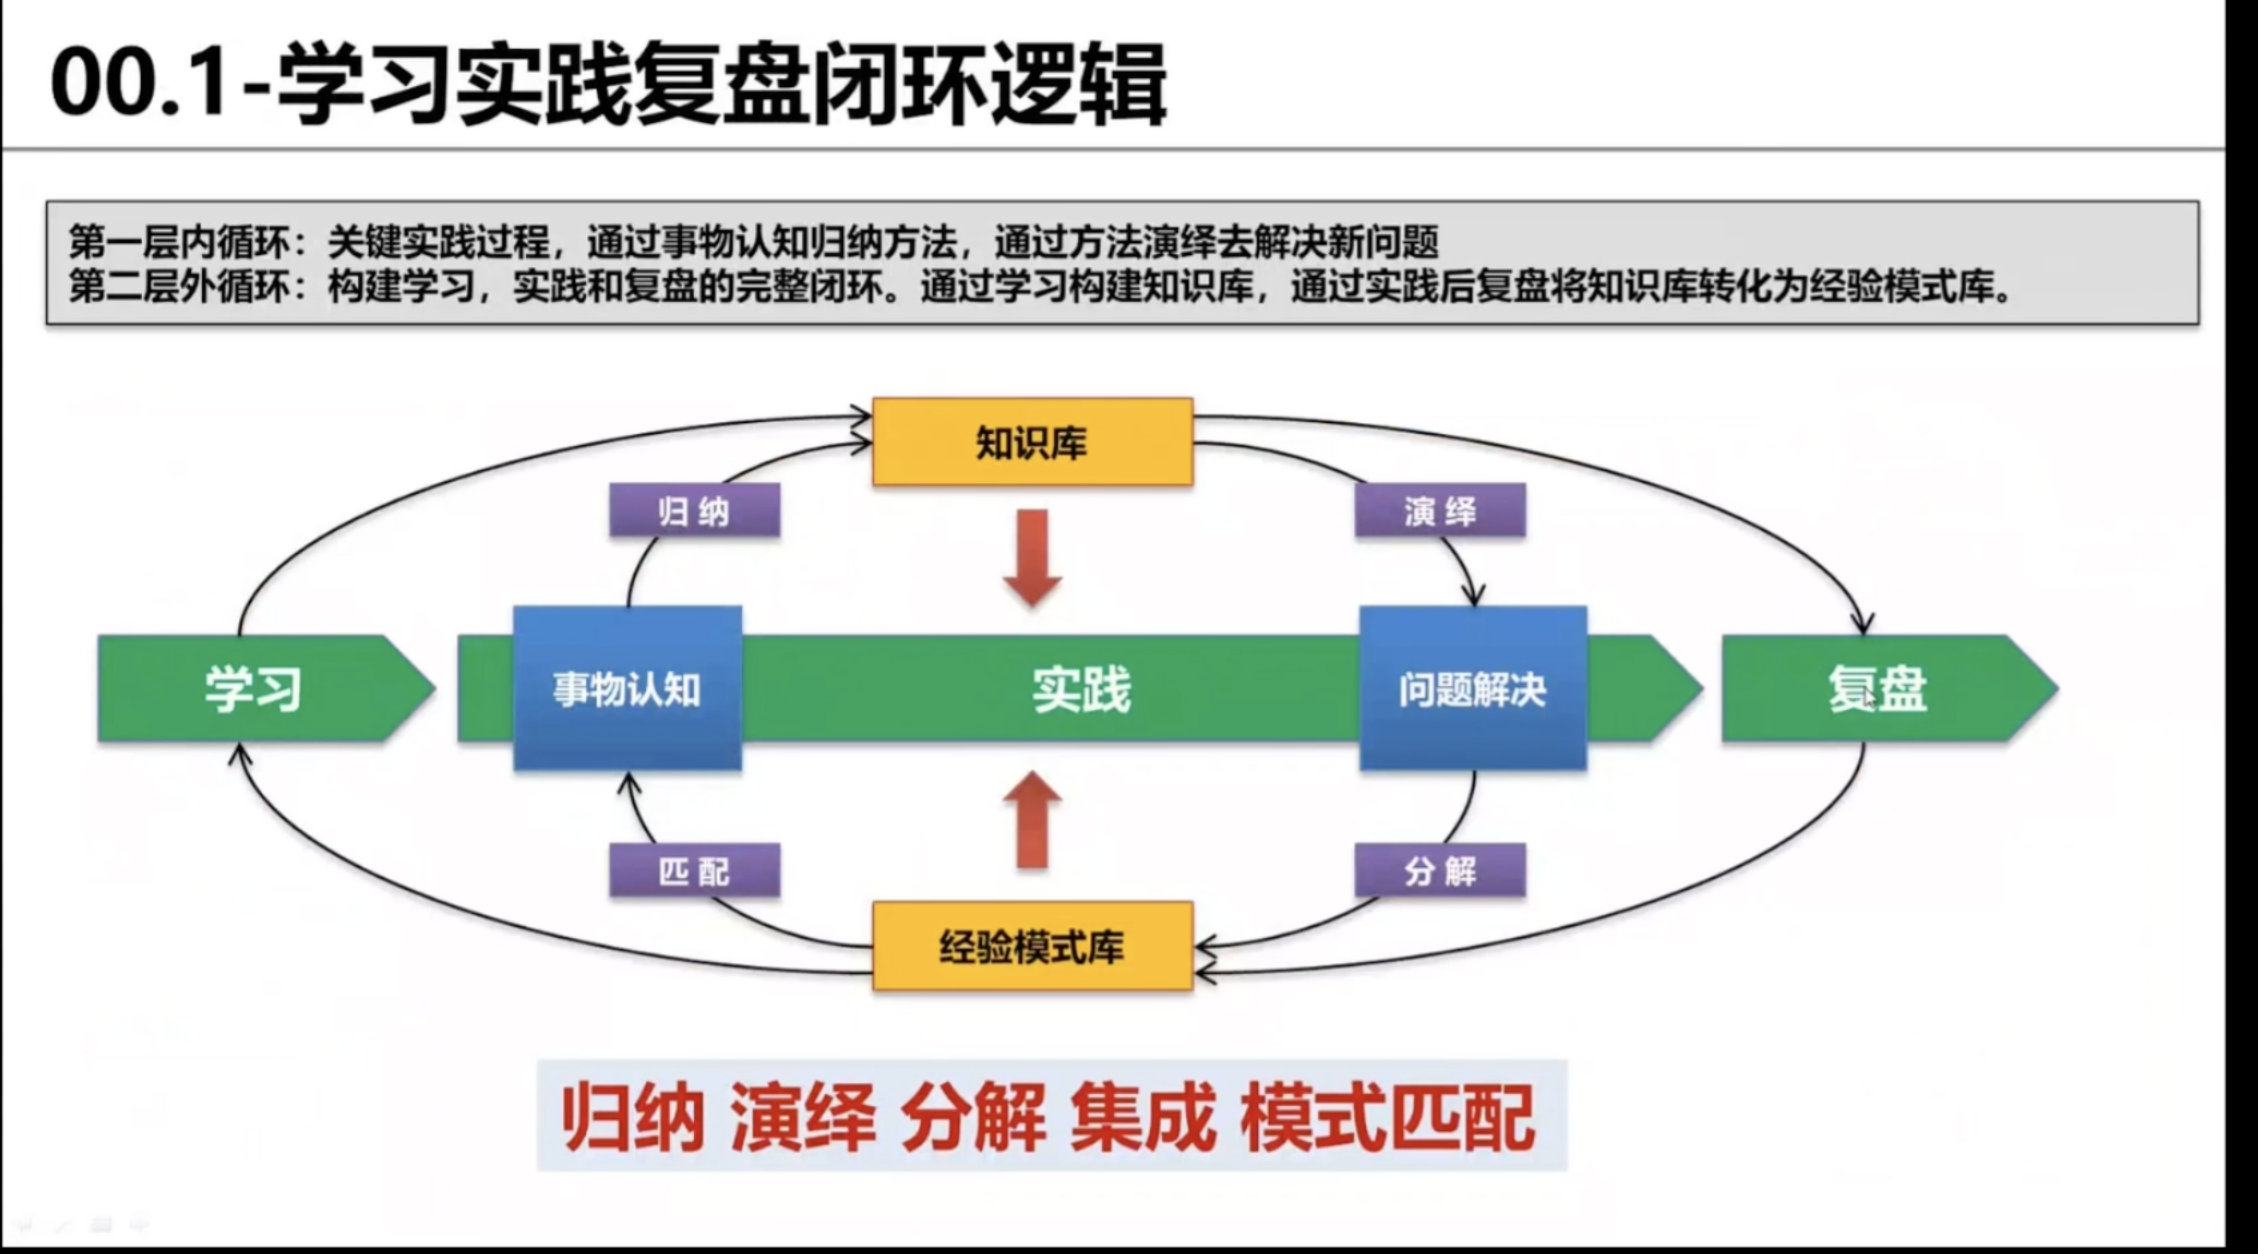 00.1-学习实践复盘闭环逻辑
第一层内循环：关键实践过程，通过事物认知归纳方法，通过方法演绎去解决新问题
第二层外循环：构建学习，实践和复盘的完整闭环。通过学习构建知识库，通过实践后复盘将知识库转化为经验模式库。
知识库
归 纳
演 绎
学习
事物认知
实践
问题解决
复盘
匹 配
分 解
经验模式库
归纳 演绎 分解 集成 模式匹配